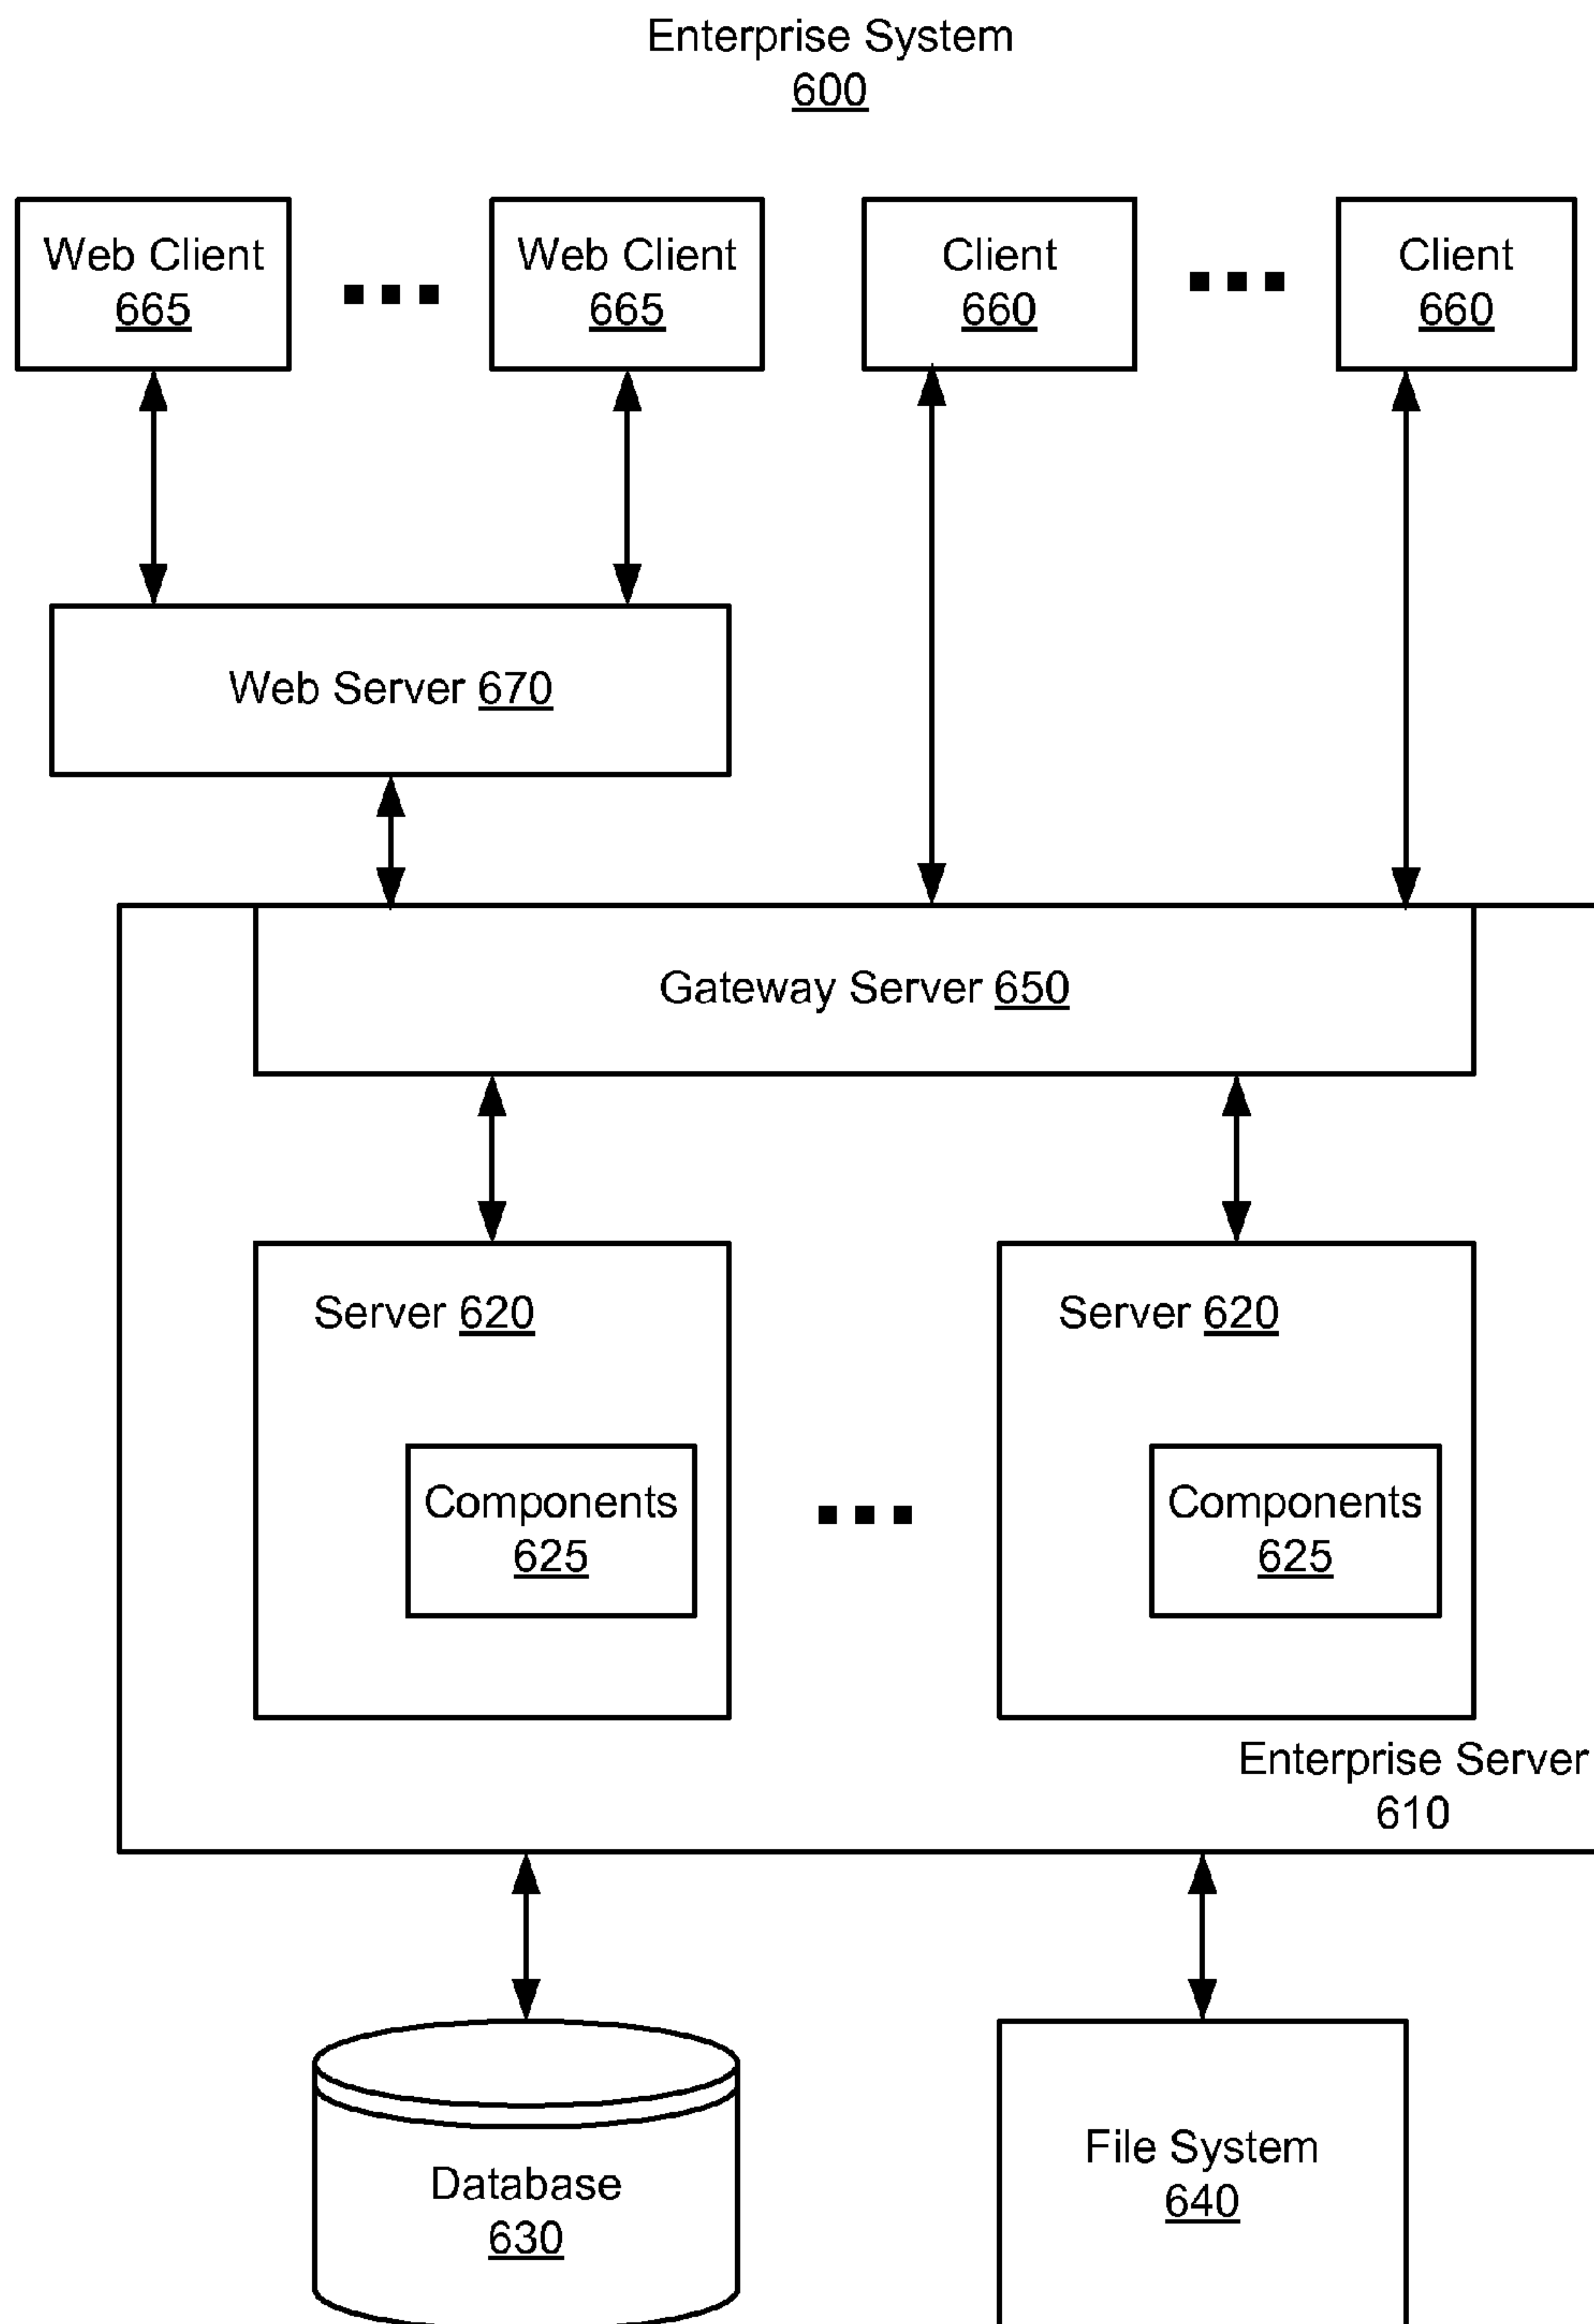 Enterprise System
600
Web Client
665
Web Client
665
Client
660
Client
660
Web Server 670
Gateway Server 650
Server 620
Server 620
Components
625
Components
625
Enterprise Server
610
Database
630
File System
640